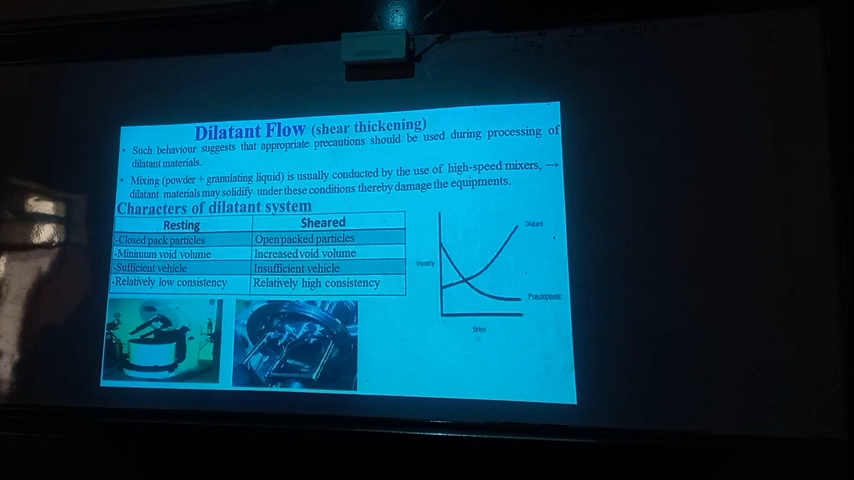 Dilatant Flow (shear thickening)
• Such behaviour suggests that appropriate precautions should be used during processing of
dilatant materials.
• Mixing (powder + granulating liquid) is usually conducted by the use of high-speed mixers, →
dilatant materials may solidify under these conditions thereby damage the equipments.
Characters of dilatant system
Resting Sheared
-Closed pack particles Open packed particles
-Minimum void volume Increased void volume
-Sufficient vehicle Insufficient vehicle
-Relatively low consistency Relatively high consistency
Dilatant
Viscosity
Pseudoplastic
Stress